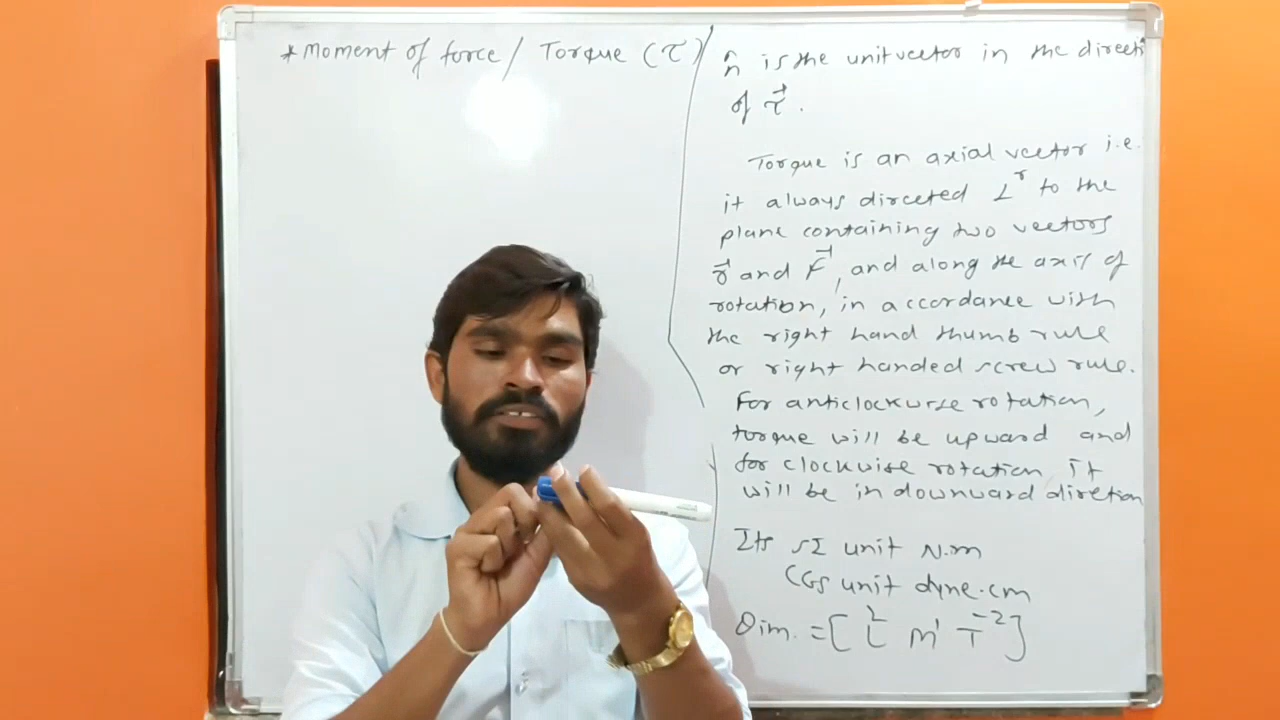 * Moment of force / Torque (τ)
n̂ is the unit vector in the directi
of τ⃗.
Torque is an axial vector i.e.
it always directed ⊥ʳ to the
plane containing two vectors
r⃗ and F⃗, and along the axis of
rotation, in accordance with
the right hand thumb rule
or right handed screw rule.
For anticlockwise rotation,
torque will be upward and
for clockwise rotation it
will be in downward diretion
Its SI unit N.m
CGS unit dyne.cm
Dim. = [L² M¹ T⁻²]